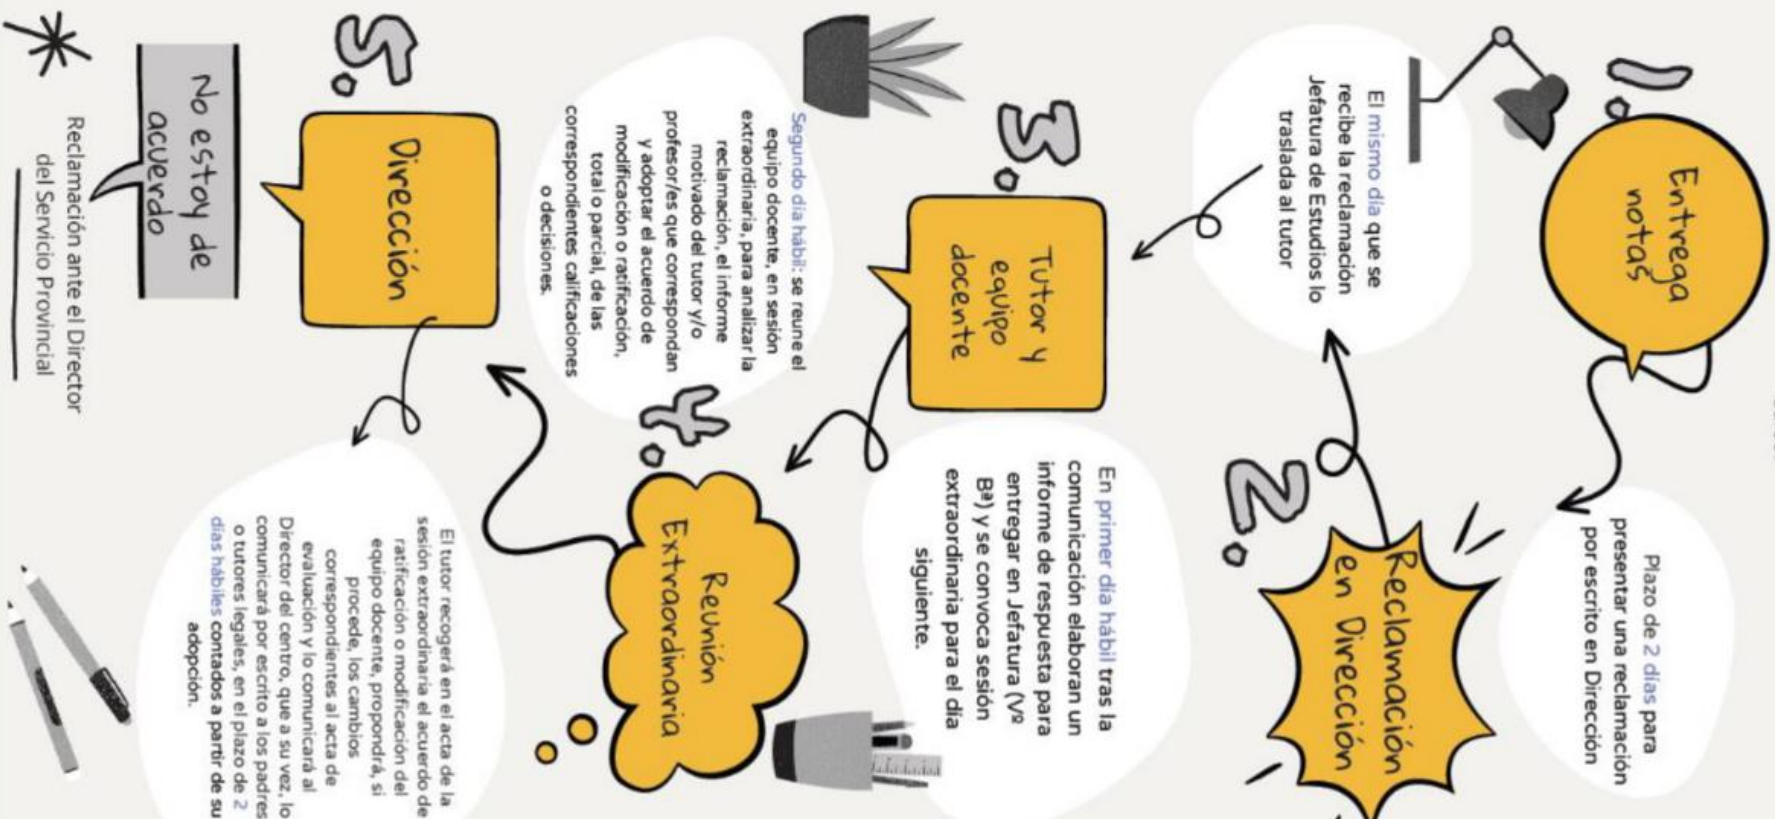 1.
Entrega
notas
Plazo de 2 días para
presentar una reclamación
por escrito en Dirección
2.
Reclamación
en Dirección
El mismo día que se
recibe la reclamación
Jefatura de Estudios lo
traslada al tutor
3.
Tutor y
equipo
docente
En primer día hábil tras la
comunicación elaboran un
informe de respuesta para
entregar en Jefatura (Vº
Bª) y se convoca sesión
extraordinaria para el día
siguiente.
4.
Reunión
Extraordinaria
Segundo día hábil: se reune el
equipo docente, en sesión
extraordinaria, para analizar la
reclamación, el informe
motivado del tutor y/o
profesor/es que correspondan
y adoptar el acuerdo de
modificación o ratificación,
total o parcial, de las
correspondientes calificaciones
o decisiones.
5.
Dirección
El tutor recogerá en el acta de la
sesión extraordinaria el acuerdo de
ratificación o modificación del
equipo docente, propondrá, si
procede, los cambios
correspondientes al acta de
evaluación y lo comunicará al
Director del centro, que a su vez, lo
comunicará por escrito a los padres
o tutores legales, en el plazo de 2
días hábiles contados a partir de su
adopción.
No estoy de
acuerdo
Reclamación ante el Director
del Servicio Provincial